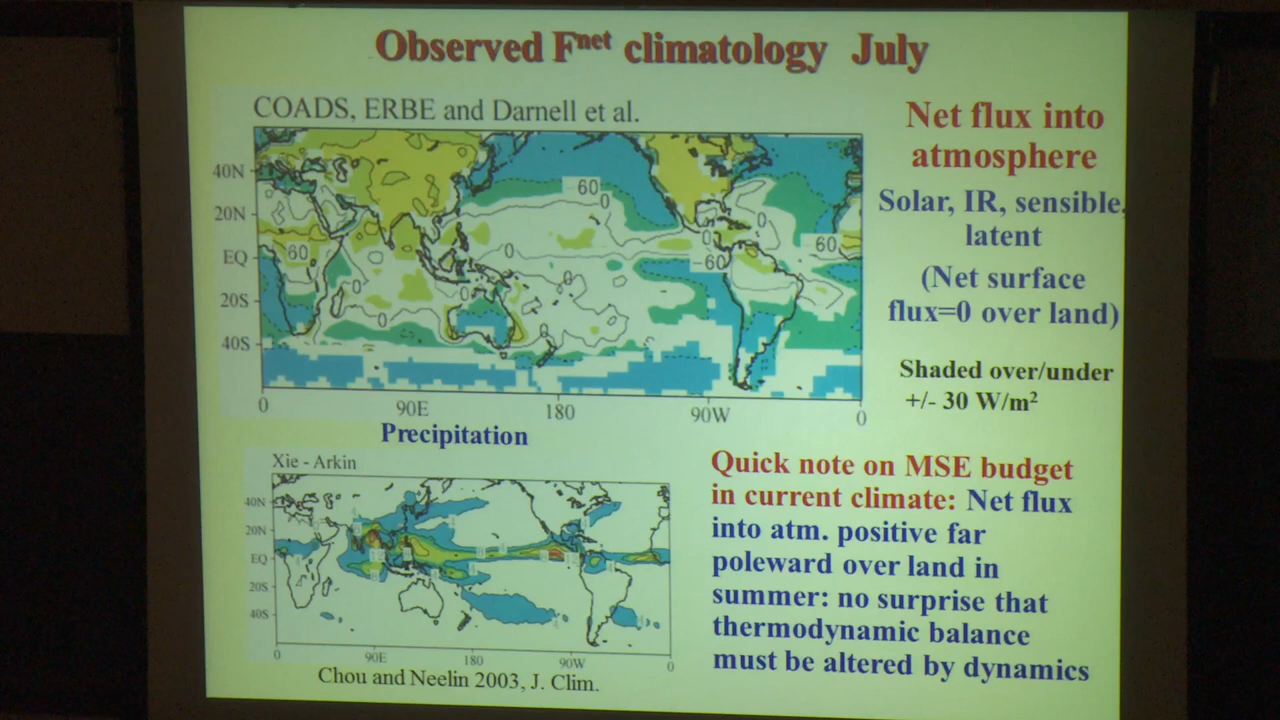 Observed Fnet climatology July
COADS, ERBE and Darnell et al.
40N
20N
EQ
20S
40S
60
0
0
0
60
0
60
60
0
0
0
0
0
90E
180
90W
0
Net flux into
atmosphere
Solar, IR, sensible,
latent
(Net surface
flux=0 over land)
Shaded over/under
+/- 30 W/m²
Precipitation
Xie - Arkin
40N
20N
EQ
20S
40S
0
90E
180
90W
0
Chou and Neelin 2003, J. Clim.
Quick note on MSE budget
in current climate: Net flux
into atm. positive far
poleward over land in
summer: no surprise that
thermodynamic balance
must be altered by dynamics